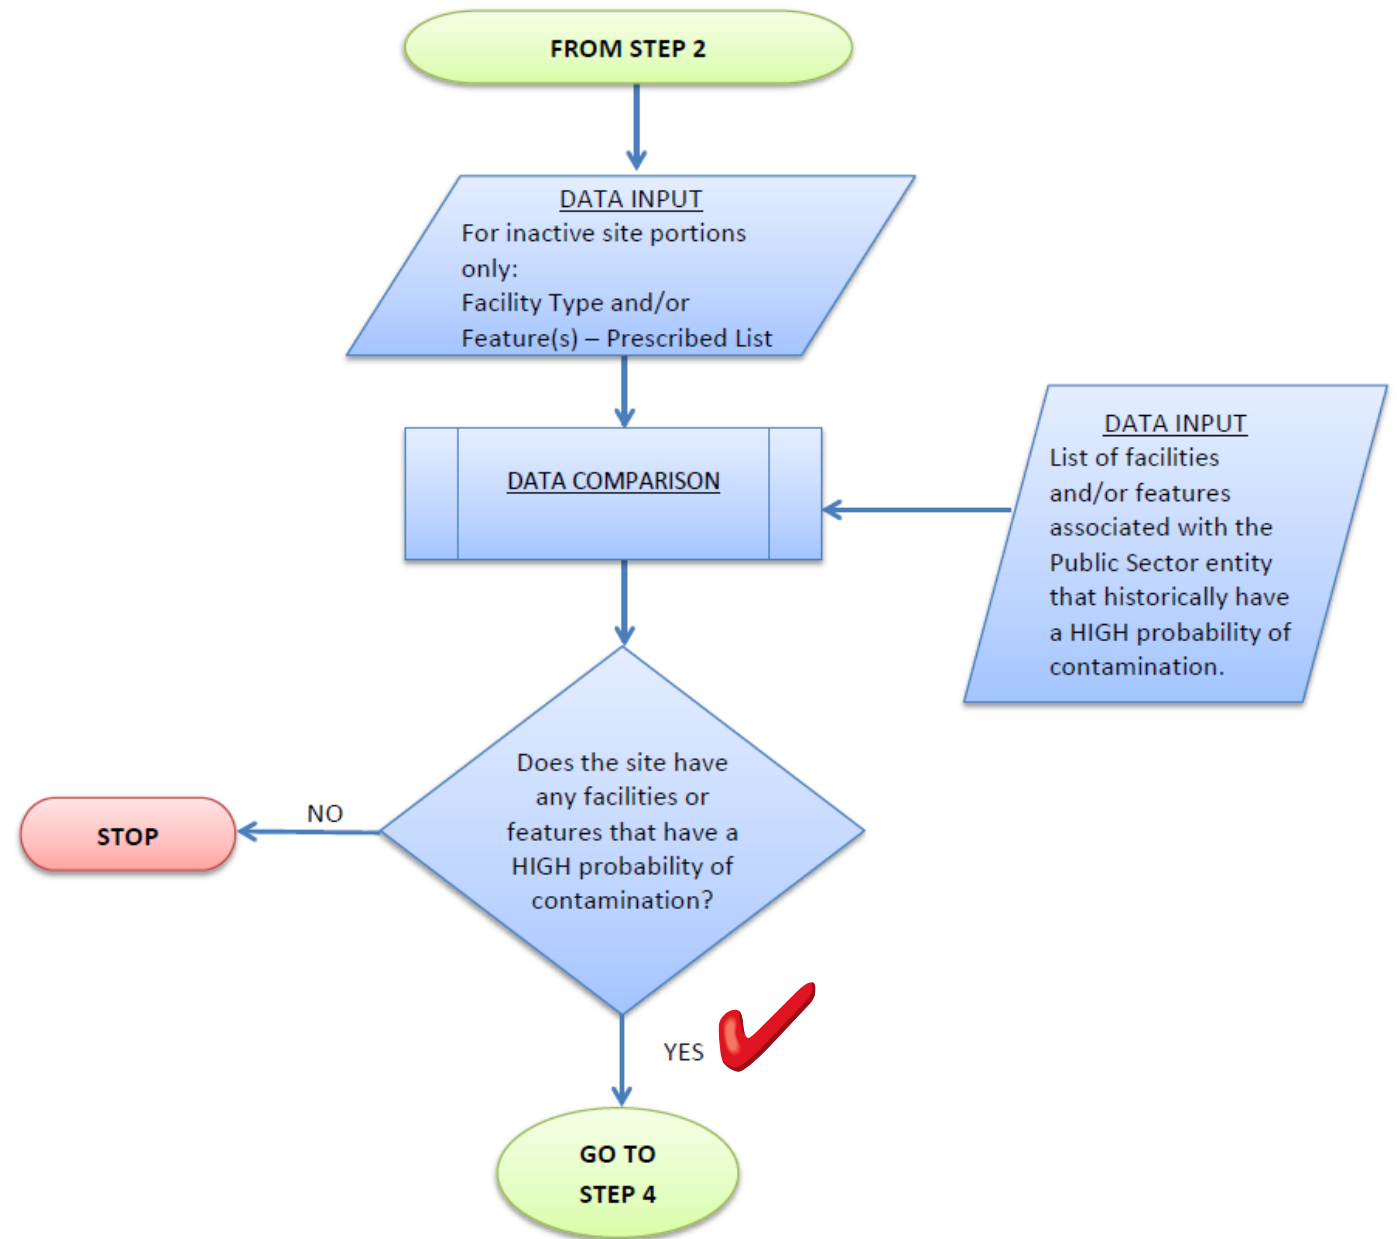 FROM STEP 2
DATA INPUT
For inactive site portions
only:
Facility Type and/or
Feature(s) – Prescribed List
DATA COMPARISON
DATA INPUT
List of facilities
and/or features
associated with the
Public Sector entity
that historically have
a HIGH probability of
contamination.
Does the site have
any facilities or
features that have a
HIGH probability of
contamination?
NO
STOP
YES
GO TO
STEP 4